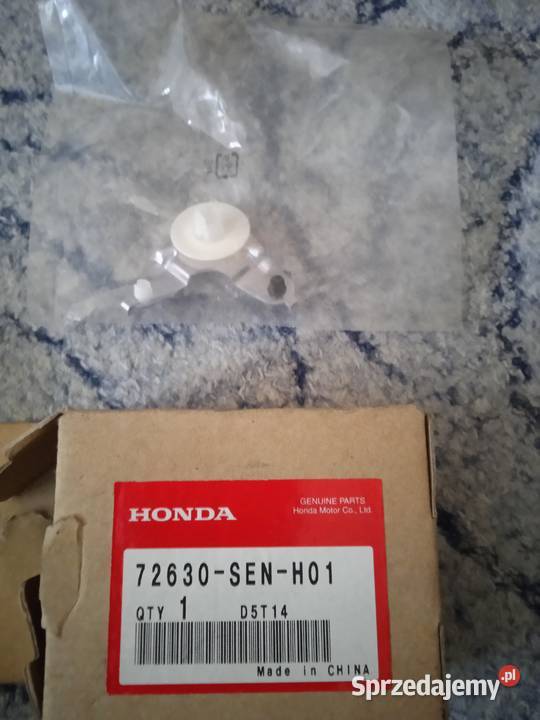 GENUINE PARTS
Honda Motor Co., Ltd.
HONDA
72630-SEN-H01
QTY 1 D5T14
Made in CHINA
Sprzedajemy.pl